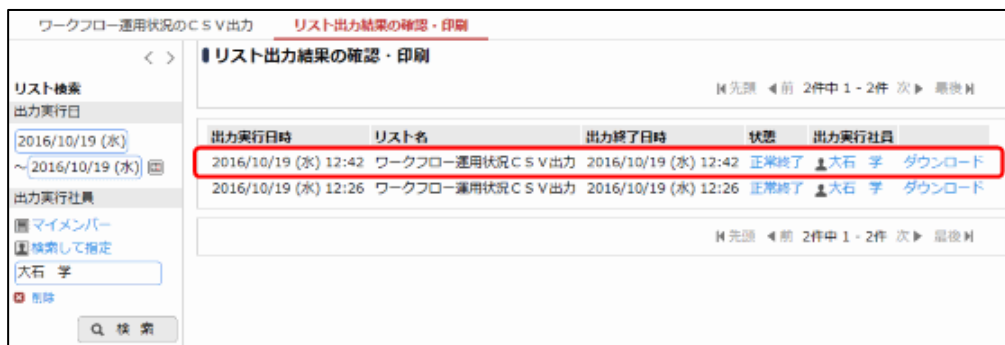 ワークフロー運用状況のCSV出力 リスト出力結果の確認・印刷
< >
リスト検索
出力実行日
2016/10/19 (水)
～2016/10/19 (水)
出力実行社員
マイメンバー
検索して指定
大石 学
削除
検 索
リスト出力結果の確認・印刷
先頭 前 2件中 1 - 2件 次 最後
出力実行日時 リスト名 出力終了日時 状態 出力実行社員
2016/10/19 (水) 12:42 ワークフロー運用状況CSV出力 2016/10/19 (水) 12:42 正常終了 大石 学 ダウンロード
2016/10/19 (水) 12:26 ワークフロー運用状況CSV出力 2016/10/19 (水) 12:26 正常終了 大石 学 ダウンロード
先頭 前 2件中 1 - 2件 次 最後